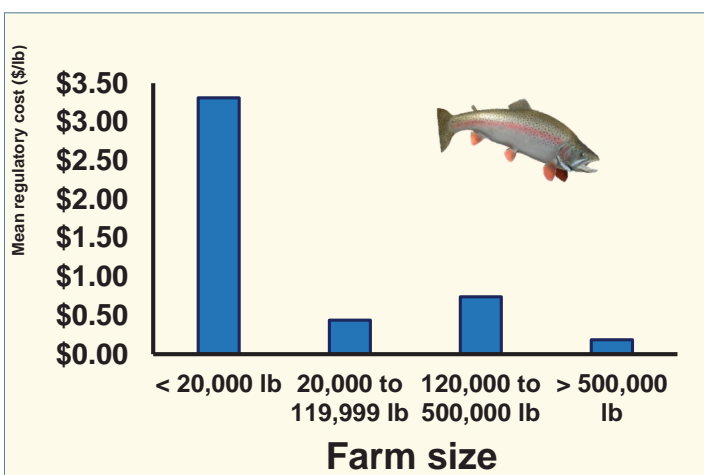 Mean regulatory cost ($/lb)
$3.50
$3.00
$2.50
$2.00
$1.50
$1.00
$0.50
$0.00
< 20,000 lb
20,000 to
119,999 lb
120,000 to
500,000 lb
> 500,000
lb
Farm size